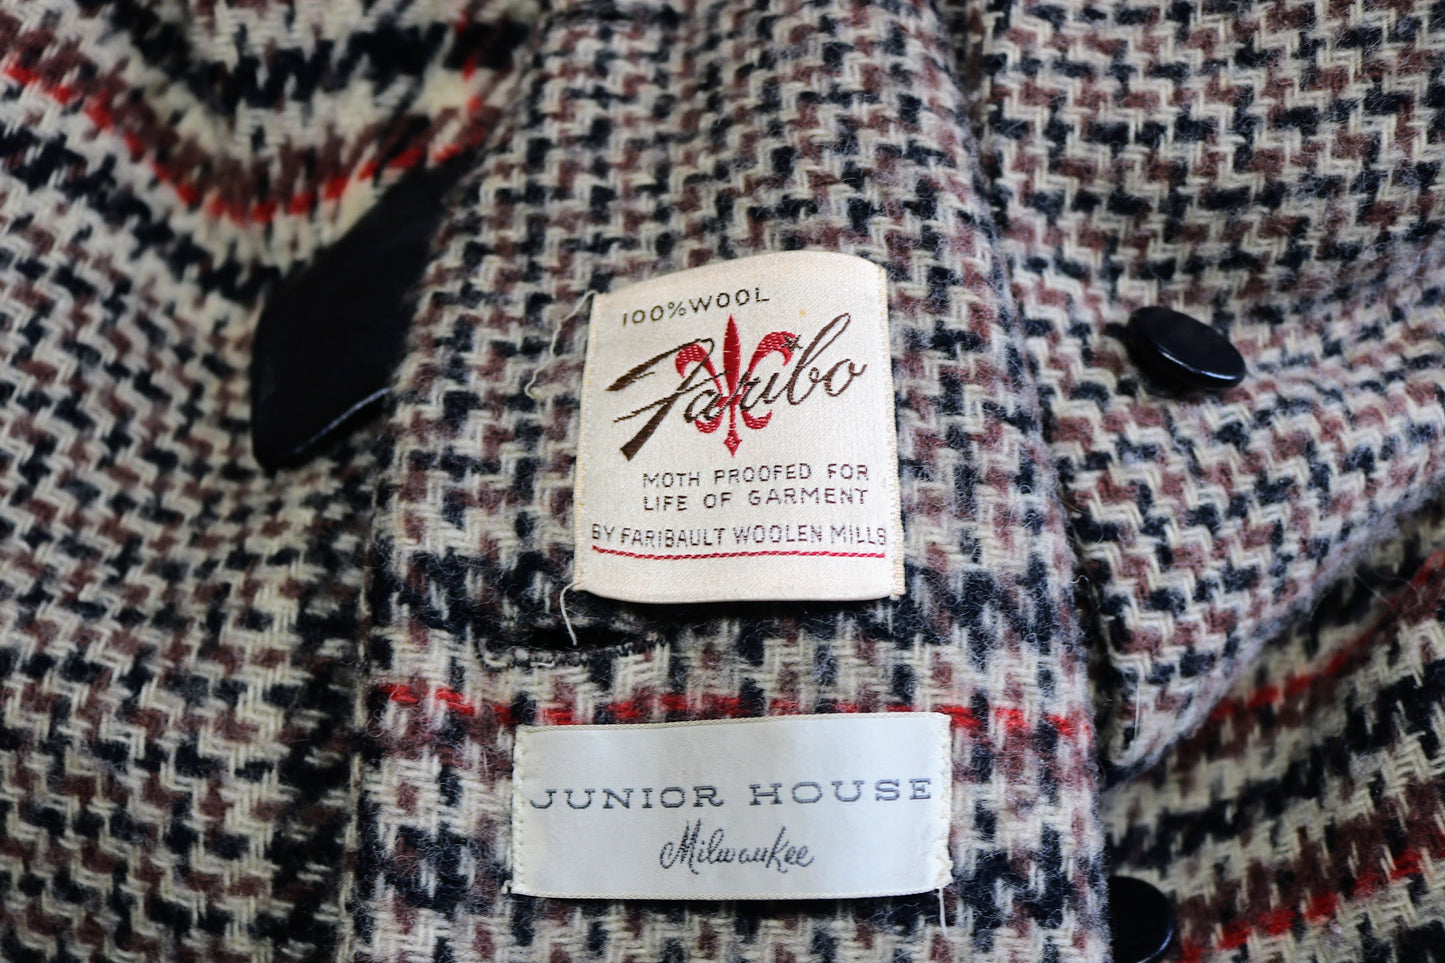 100% WOOL
Faribo
MOTH PROOFED FOR
LIFE OF GARMENT
BY FARIBAULT WOOLEN MILLS
JUNIOR HOUSE
Milwaukee